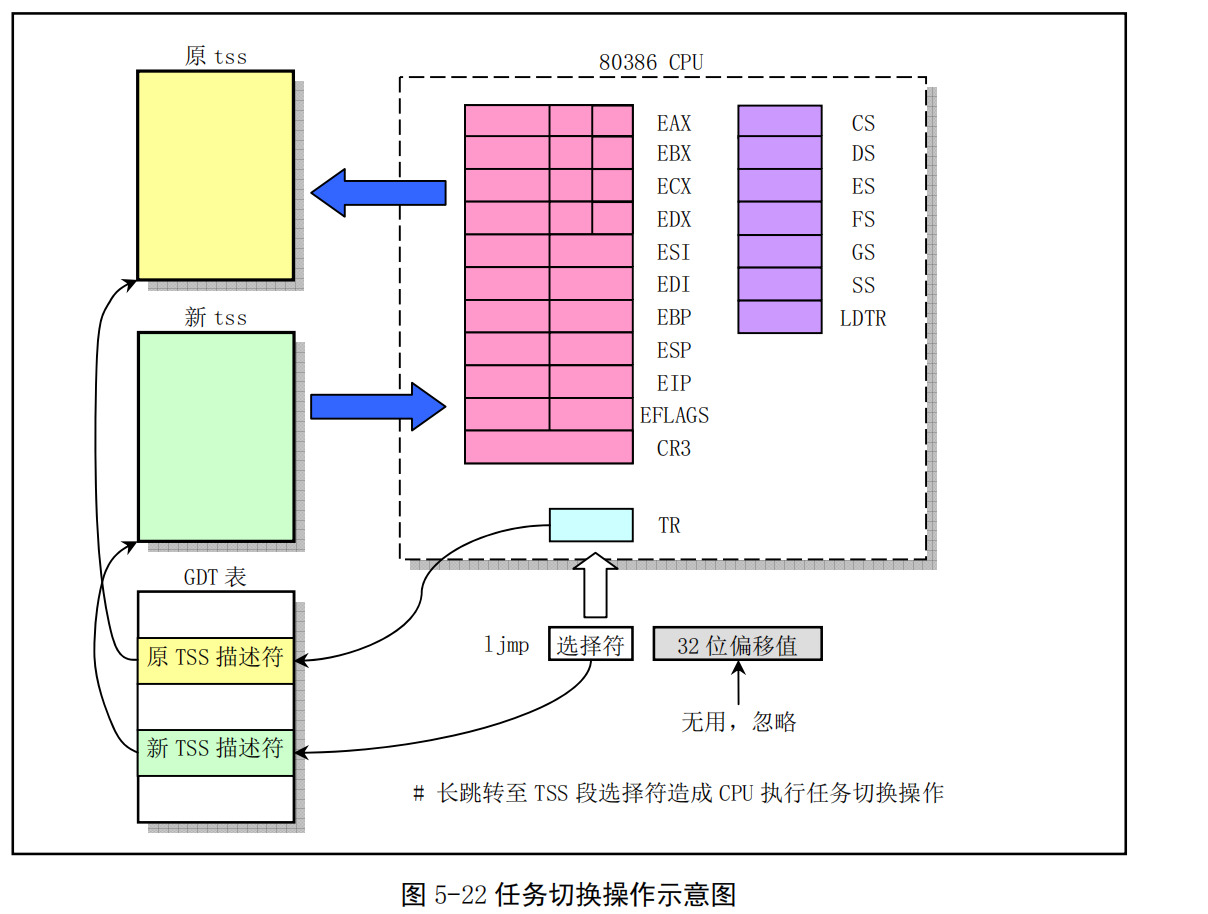 原 tss
80386 CPU
EAX
EBX
ECX
EDX
ESI
EDI
EBP
ESP
EIP
EFLAGS
CR3
CS
DS
ES
FS
GS
SS
LDTR
新 tss
TR
GDT 表
原 TSS 描述符
新 TSS 描述符
ljmp 选择符 32 位偏移值
无用，忽略
# 长跳转至 TSS 段选择符造成 CPU 执行任务切换操作
图 5-22 任务切换操作示意图